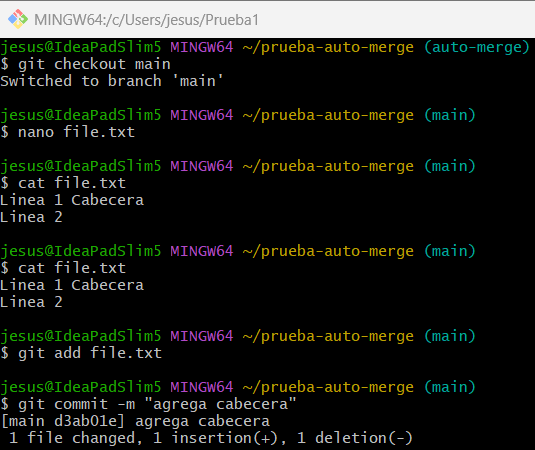 MINGW64:/c/Users/jesus/Prueba1
jesus@IdeaPadSlim5 MINGW64 ~/prueba-auto-merge (auto-merge)
$ git checkout main
Switched to branch 'main'
jesus@IdeaPadSlim5 MINGW64 ~/prueba-auto-merge (main)
$ nano file.txt
jesus@IdeaPadSlim5 MINGW64 ~/prueba-auto-merge (main)
$ cat file.txt
Linea 1 Cabecera
Linea 2
jesus@IdeaPadSlim5 MINGW64 ~/prueba-auto-merge (main)
$ cat file.txt
Linea 1 Cabecera
Linea 2
jesus@IdeaPadSlim5 MINGW64 ~/prueba-auto-merge (main)
$ git add file.txt
jesus@IdeaPadSlim5 MINGW64 ~/prueba-auto-merge (main)
$ git commit -m "agrega cabecera"
[main d3ab01e] agrega cabecera
1 file changed, 1 insertion(+), 1 deletion(-)